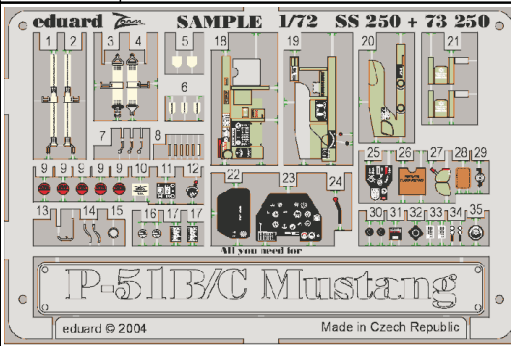 eduard Zoom SAMPLE 1/72 SS 250 + 73 250
1 2 3 4 5 18 19 20 21
6
7 8
9 9 9 9 9 10 11 12 22 23 24 25 26 27 28 29
13 14 15 16 16 17 17 30 31 32 33 33 34 35
All you need for
P-51B/C Mustang
eduard © 2004 Made in Czech Republic